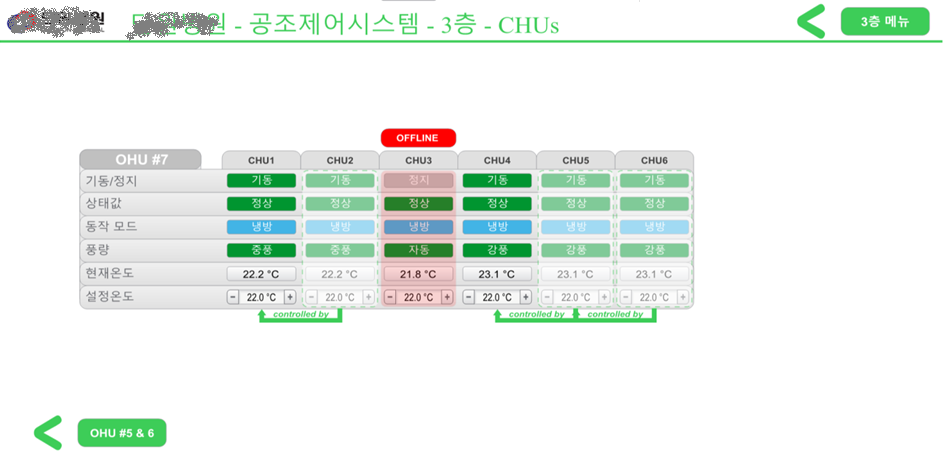 병원 - 공조제어시스템 - 3층 - CHUs
3층 메뉴
OFFLINE
OHU #7 CHU1 CHU2 CHU3 CHU4 CHU5 CHU6
기동/정지 기동 기동 정지 기동 기동 기동
상태값 정상 정상 정상 정상 정상 정상
동작 모드 냉방 냉방 냉방 냉방 냉방 냉방
풍량 중풍 중풍 자동 강풍 강풍 강풍
현재온도 22.2 °C 22.2 °C 21.8 °C 23.1 °C 23.1 °C 23.1 °C
설정온도 − 22.0 °C + − 22.0 °C + − 22.0 °C + − 22.0 °C + − 22.0 °C + − 22.0 °C +
controlled by controlled by controlled by
OHU #5 & 6